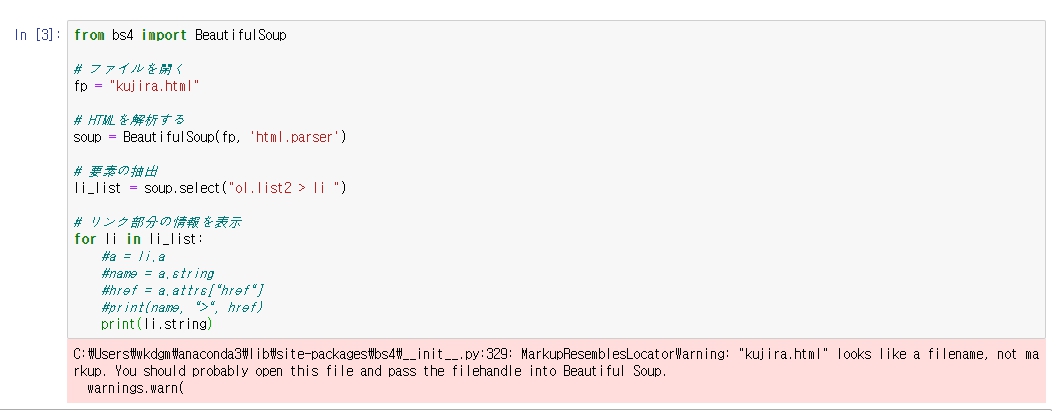 In [3]: from bs4 import BeautifulSoup
# ファイルを開く
fp = "kujira.html"
# HTMLを解析する
soup = BeautifulSoup(fp, 'html.parser')
# 要素の抽出
li_list = soup.select("ol.list2 > li ")
# リンク部分の情報を表示
for li in li_list:
    #a = li.a
    #name = a.string
    #href = a.attrs["href"]
    #print(name, ">", href)
    print(li.string)
C:₩Users₩wkdgm₩anaconda3₩lib₩site-packages₩bs4₩__init__.py:329: MarkupResemblesLocatorWarning: "kujira.html" looks like a filename, not ma
rkup. You should probably open this file and pass the filehandle into Beautiful Soup.
  warnings.warn(